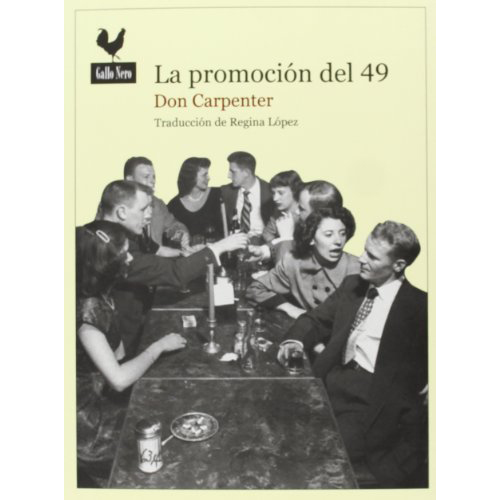 Gallo Nero
La promoción del 49
Don Carpenter
Traducción de Regina López